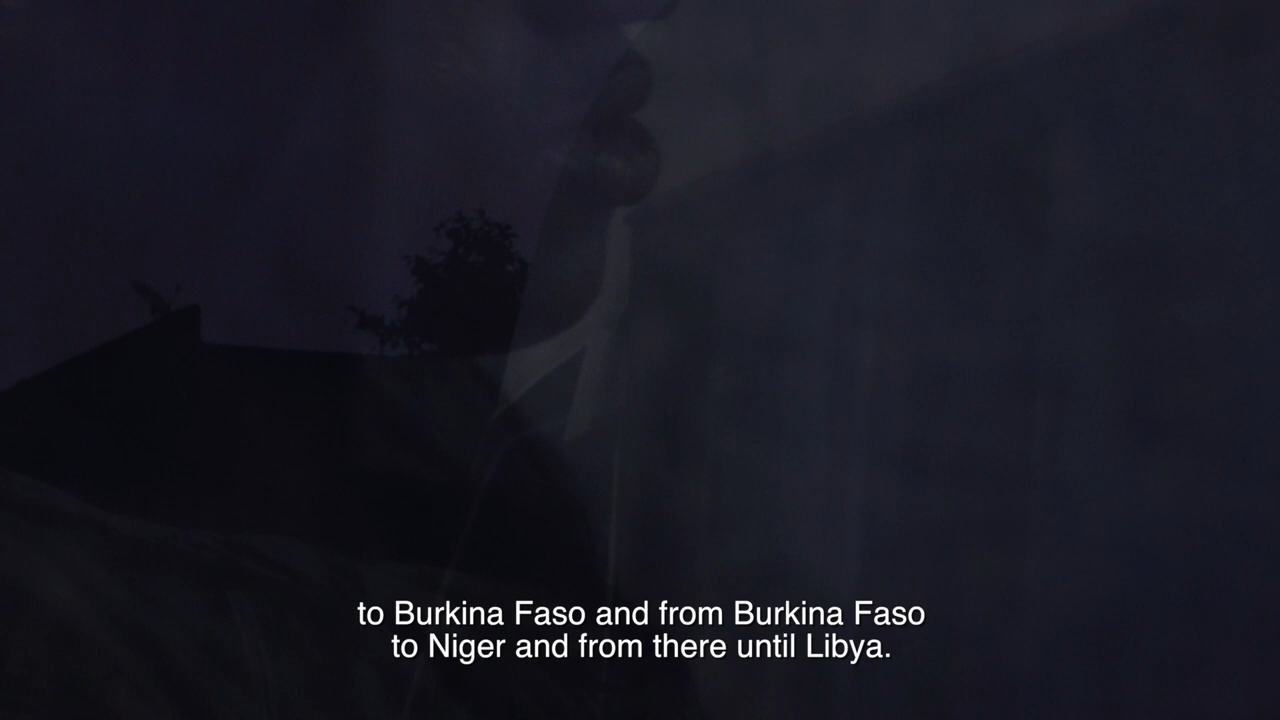 to Burkina Faso and from Burkina Faso
to Niger and from there until Libya.